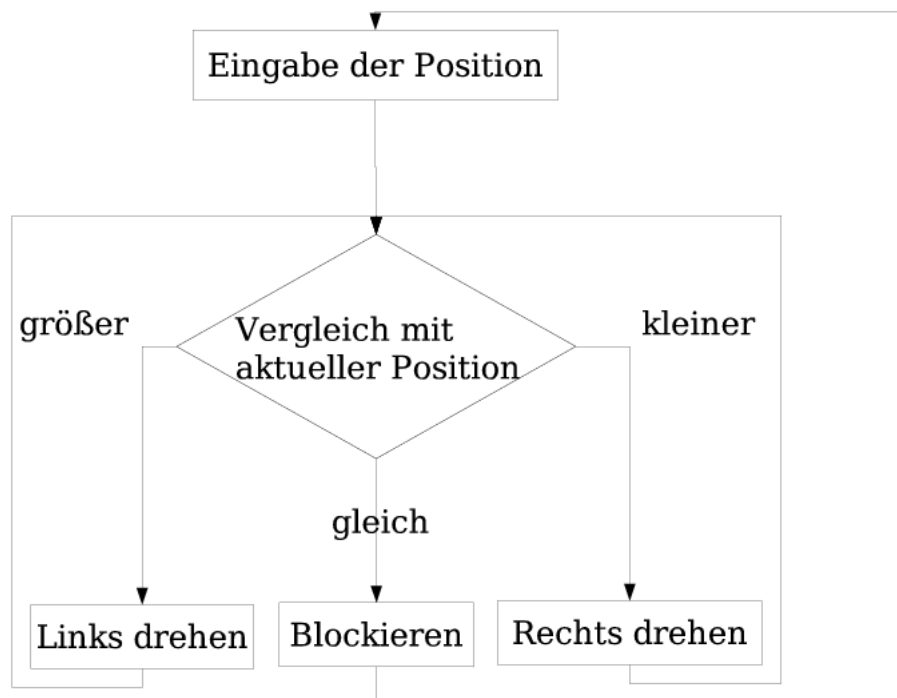 Eingabe der Position
größer
Vergleich mit
aktueller Position
kleiner
gleich
Links drehen
Blockieren
Rechts drehen